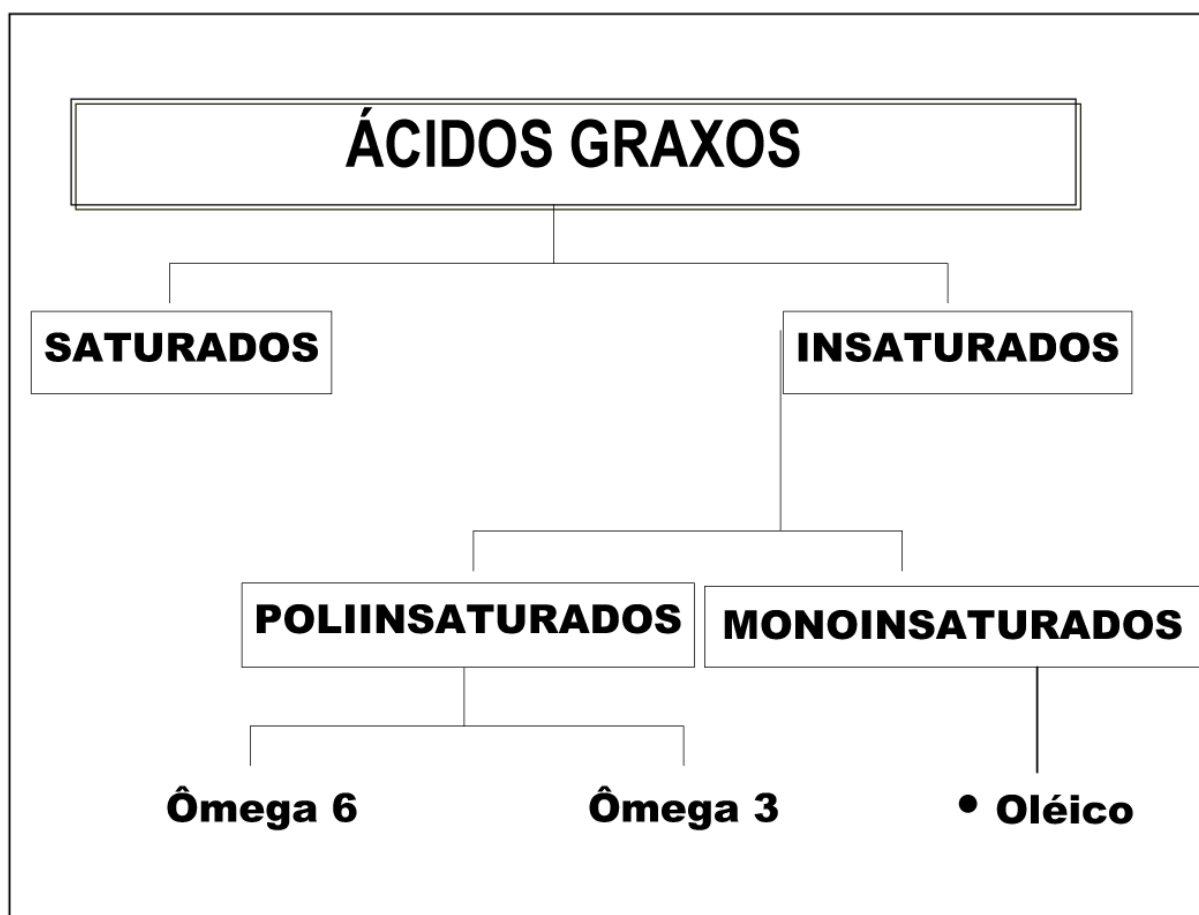 ÁCIDOS GRAXOS
SATURADOS
INSATURADOS
POLIINSATURADOS
MONOINSATURADOS
Ômega 6
Ômega 3
• Oléico